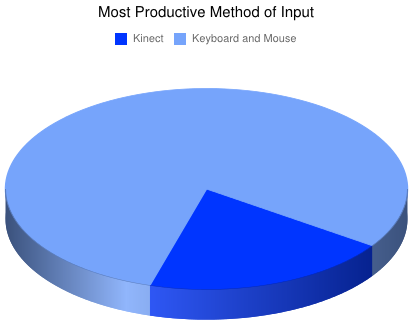 Most Productive Method of Input
Kinect Keyboard and Mouse